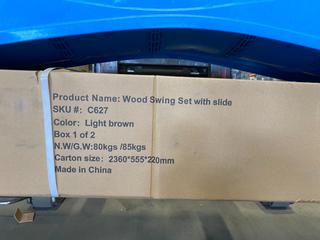 Product Name: Wood Swing Set with slide
SKU #: C627
Color: Light brown
Box 1 of 2
N.W/G.W:80kgs /85kgs
Carton size: 2360*555*220mm
Made in China